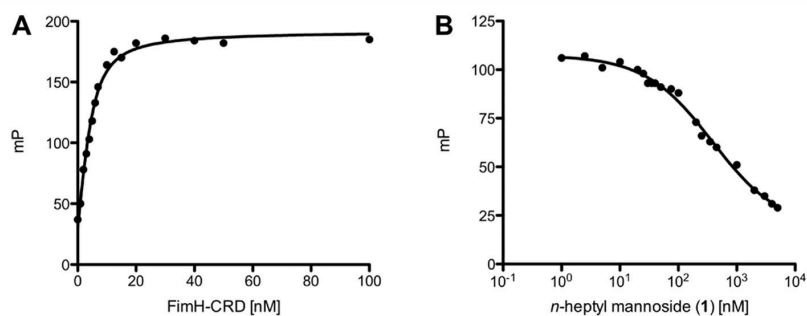 A
200
150
100
50
0
mP
0 20 40 60 80 100
FimH-CRD [nM]
B
125
100
75
50
25
0
mP
10-1 100 101 102 103 104
n-heptyl mannoside (1) [nM]